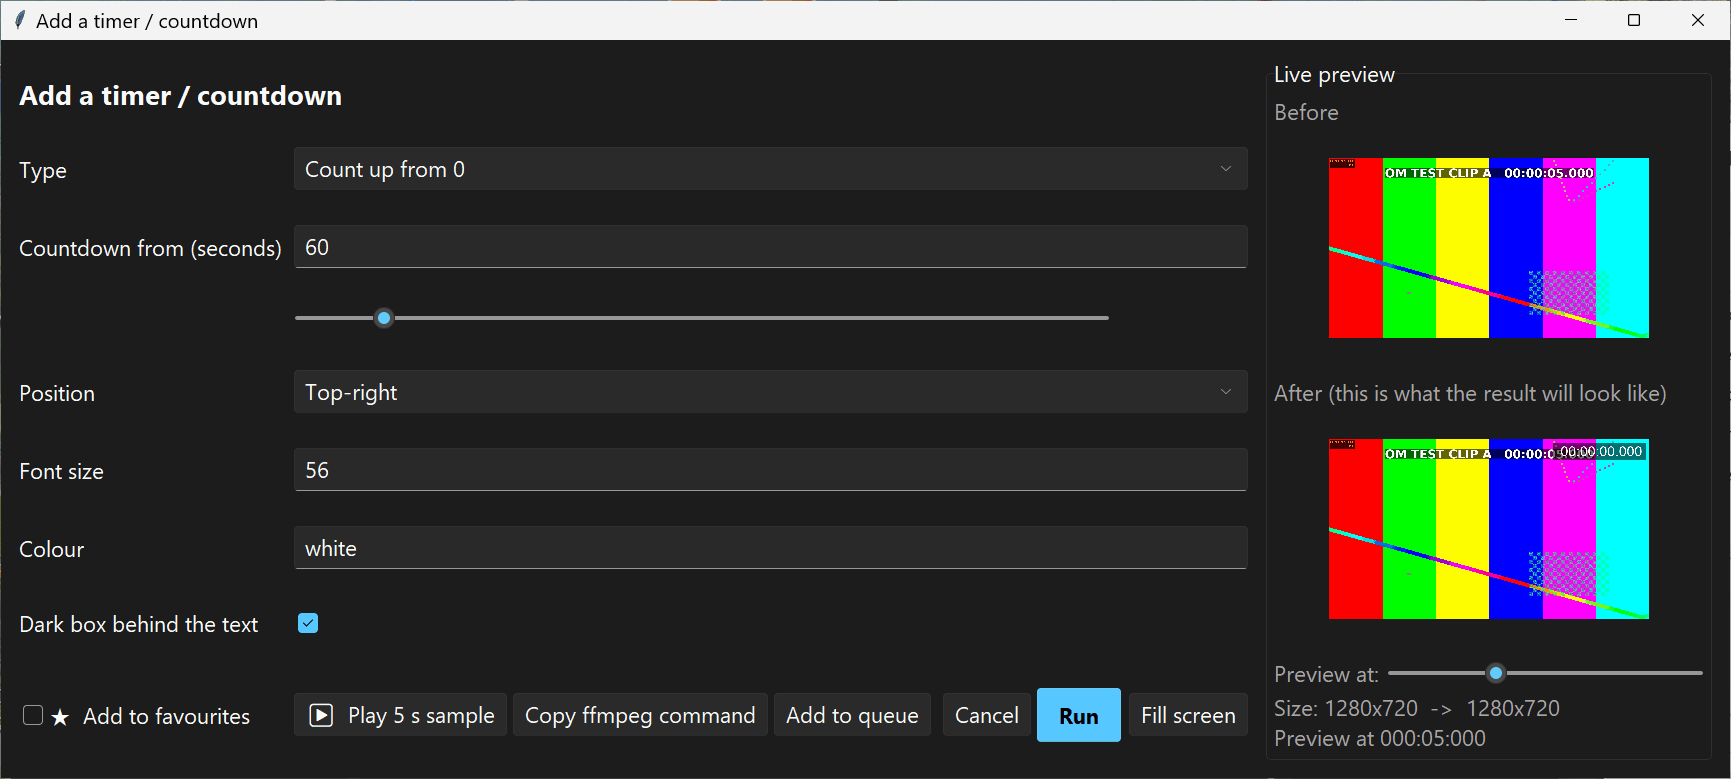 Add a timer / countdown
Add a timer / countdown
Type
Count up from 0
Countdown from (seconds)
60
Position
Top-right
Font size
56
Colour
white
Dark box behind the text
★ Add to favourites
Play 5 s sample
Copy ffmpeg command
Add to queue
Cancel
Run
Fill screen
Live preview
Before
OM TEST CLIP A 00:00:05.000
After (this is what the result will look like)
OM TEST CLIP A 00:00:
00:00:00.000
Preview at:
Size: 1280x720 -> 1280x720
Preview at 000:05:000